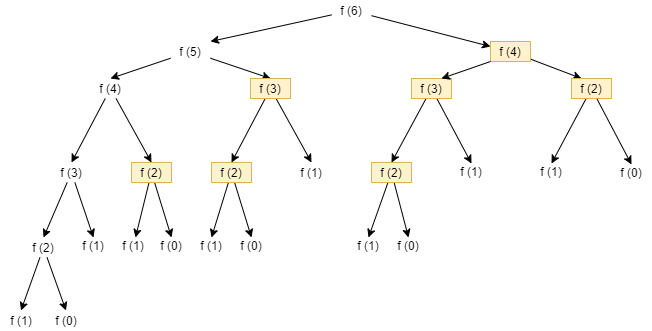 f (6)
f (5)
f (4)
f (4)
f (3)
f (3)
f (2)
f (3)
f (2)
f (2)
f (1)
f (2)
f (1)
f (1)
f (0)
f (2)
f (1)
f (1)
f (0)
f (1)
f (0)
f (1)
f (0)
f (1)
f (0)